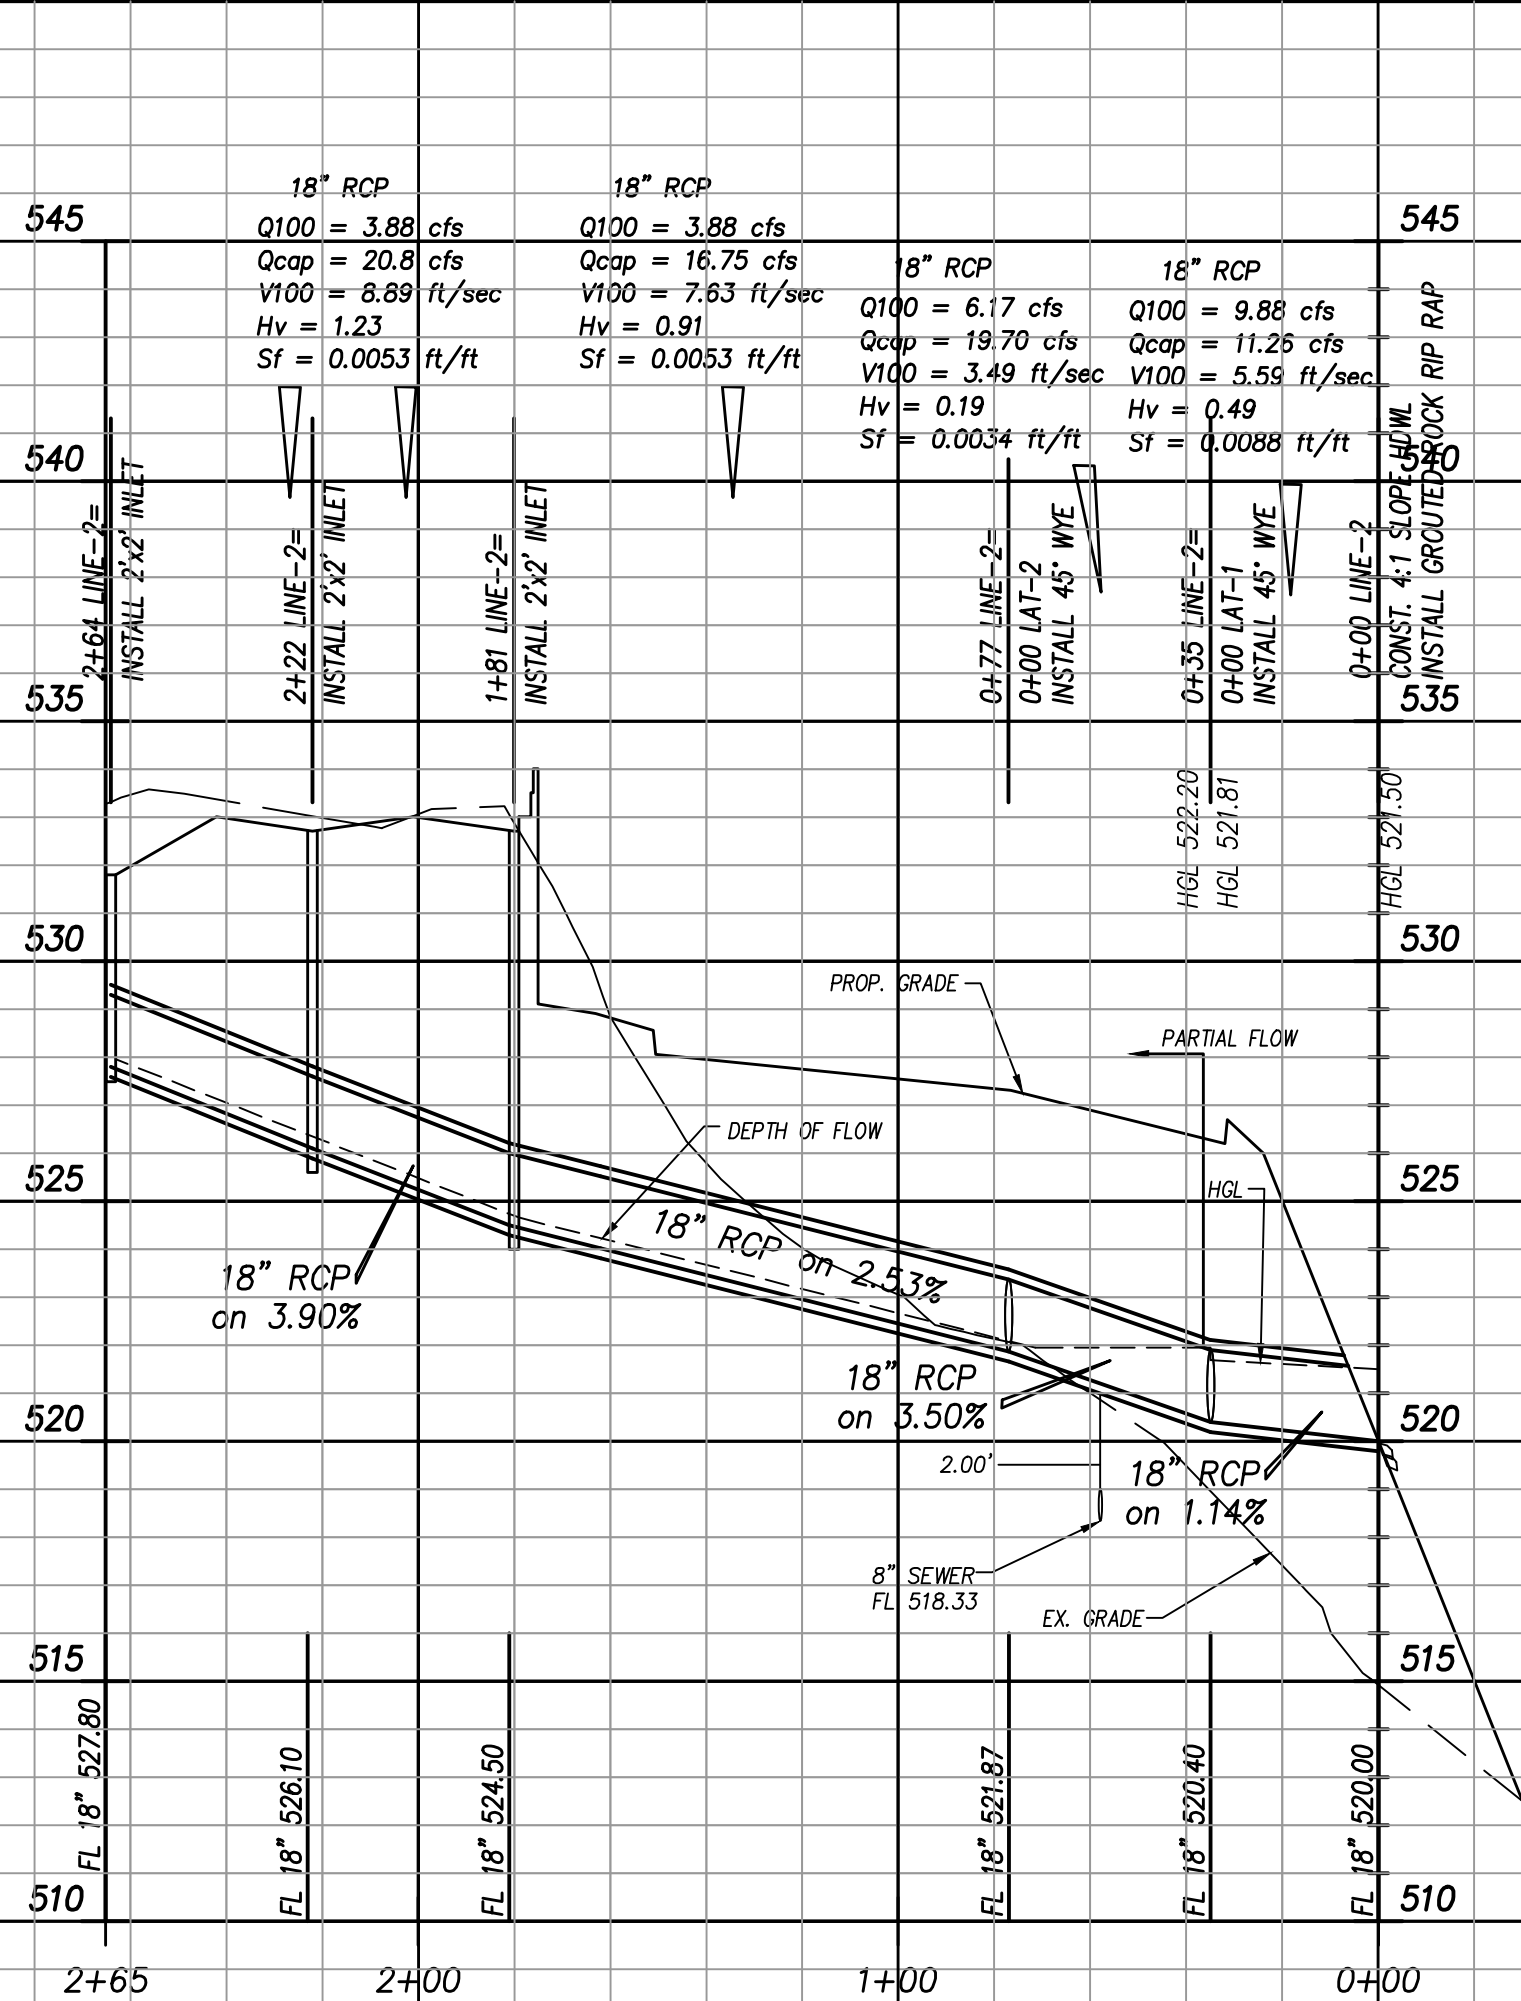 18" RCP
Q100 = 3.88 cfs
Qcap = 20.8 cfs
V100 = 8.89 ft/sec
Hv = 1.23
Sf = 0.0053 ft/ft
18" RCP
Q100 = 3.88 cfs
Qcap = 16.75 cfs
V100 = 7.63 ft/sec
Hv = 0.91
Sf = 0.0053 ft/ft
18" RCP
Q100 = 6.17 cfs
Qcap = 19.70 cfs
V100 = 3.49 ft/sec
Hv = 0.19
Sf = 0.0034 ft/ft
18" RCP
Q100 = 9.88 cfs
Qcap = 11.26 cfs
V100 = 5.59 ft/sec
Hv = 0.49
Sf = 0.0088 ft/ft
545
545
540
540
535
535
530
530
525
525
520
520
515
515
510
510
2+64 LINE-2=
INSTALL 2'x2' INLET
2+22 LINE-2=
INSTALL 2'x2' INLET
1+81 LINE-2=
INSTALL 2'x2' INLET
0+77 LINE-2=
0+00 LAT-2
INSTALL 45° WYE
0+35 LINE-2=
0+00 LAT-1
INSTALL 45° WYE
0+00 LINE-2
CONST. 4:1 SLOPE HDWL
INSTALL GROUTED ROCK RIP RAP
HGL 522.20
HGL 521.81
HGL 521.50
PROP. GRADE
PARTIAL FLOW
DEPTH OF FLOW
HGL
18" RCP on 2.53%
18" RCP
on 3.90%
18" RCP
on 3.50%
18" RCP
on 1.14%
2.00'
8" SEWER
FL 518.33
EX. GRADE
FL 18" 527.80
FL 18" 526.10
FL 18" 524.50
FL 18" 521.87
FL 18" 520.40
FL 18" 520.00
2+65
2+00
1+00
0+00